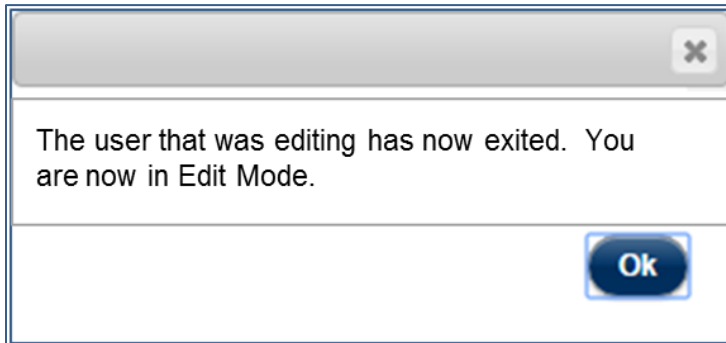 The user that was editing has now exited.  You
are now in Edit Mode.
Ok